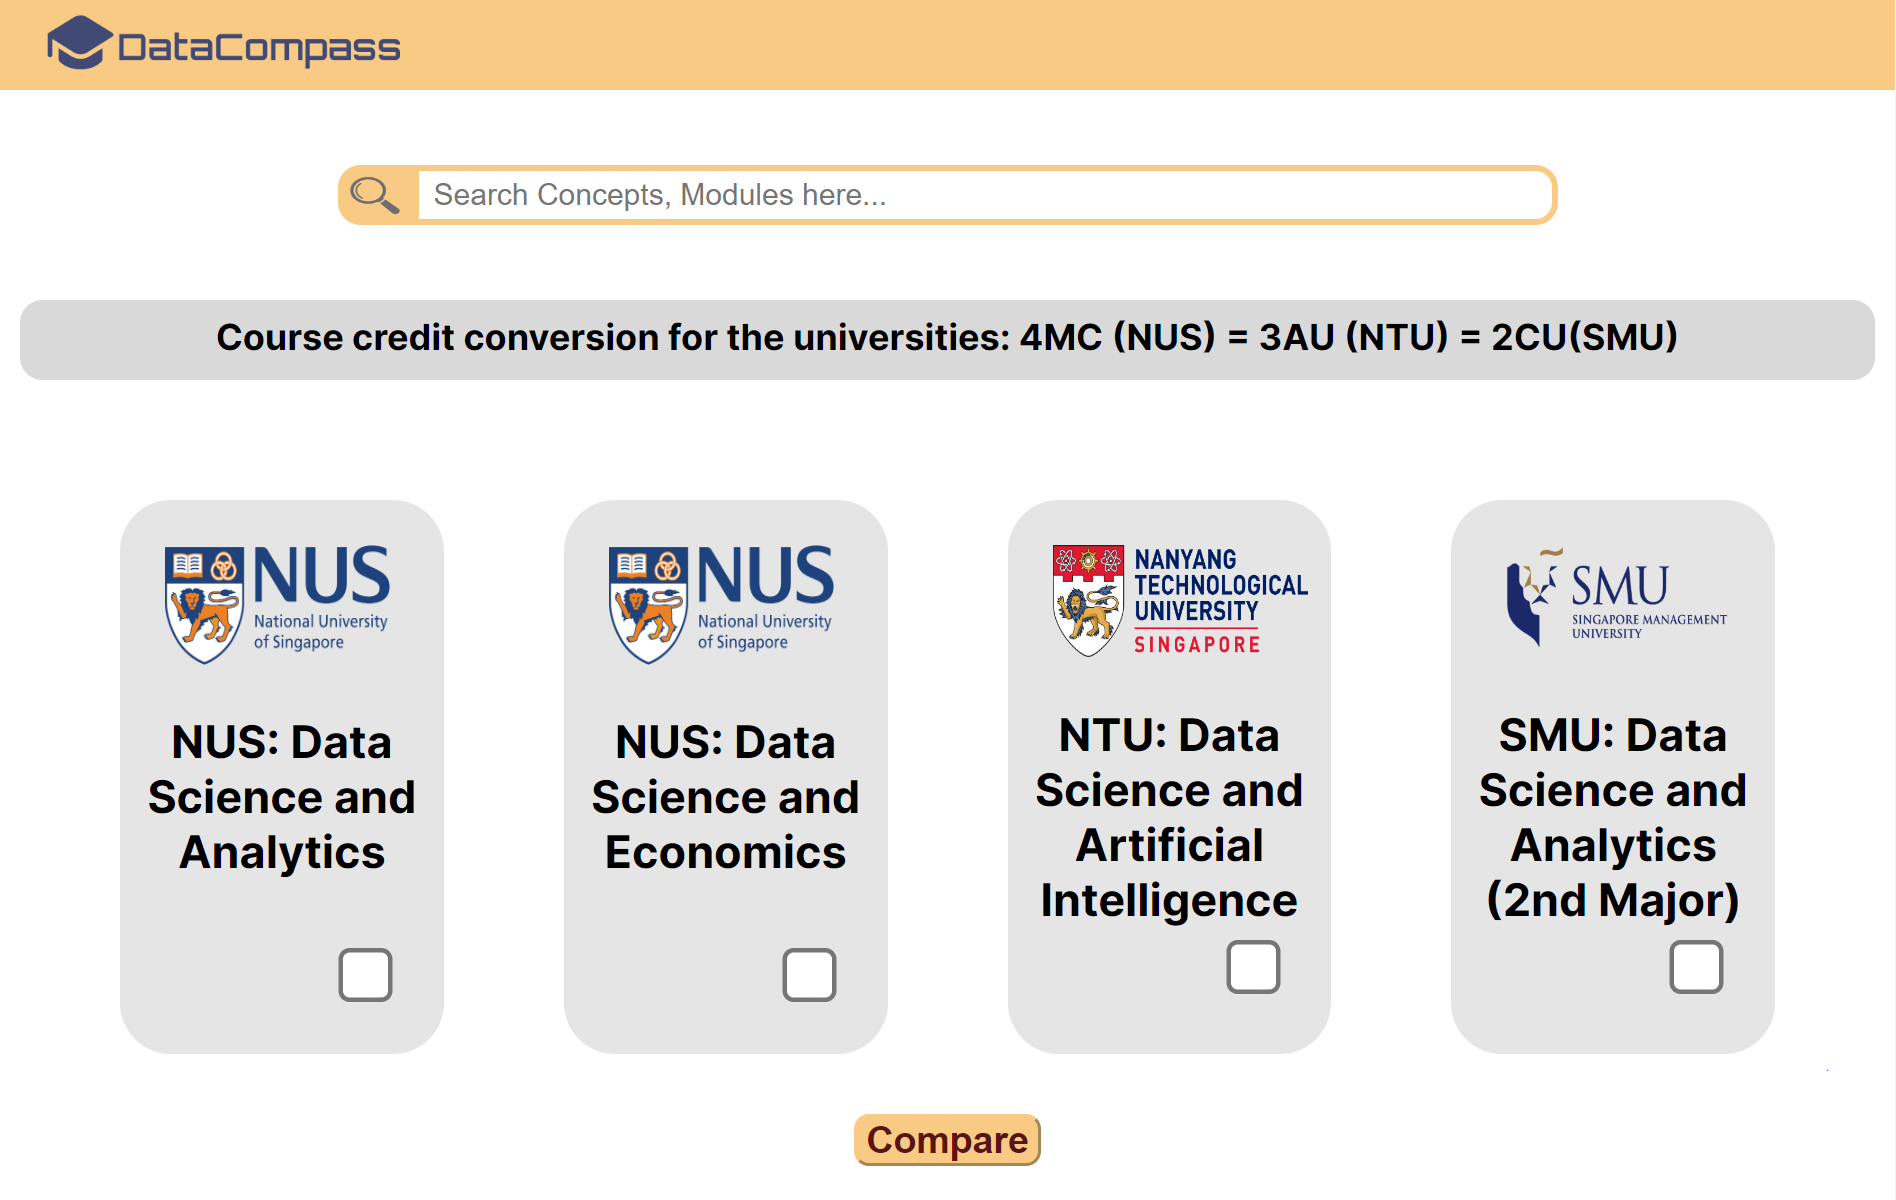 DataCompass
Search Concepts, Modules here...
Course credit conversion for the universities: 4MC (NUS) = 3AU (NTU) = 2CU(SMU)
NUS
National University
of Singapore
NUS: Data
Science and
Analytics
NUS
National University
of Singapore
NUS: Data
Science and
Economics
NANYANG
TECHNOLOGICAL
UNIVERSITY
SINGAPORE
NTU: Data
Science and
Artificial
Intelligence
SMU
SINGAPORE MANAGEMENT
UNIVERSITY
SMU: Data
Science and
Analytics
(2nd Major)
Compare